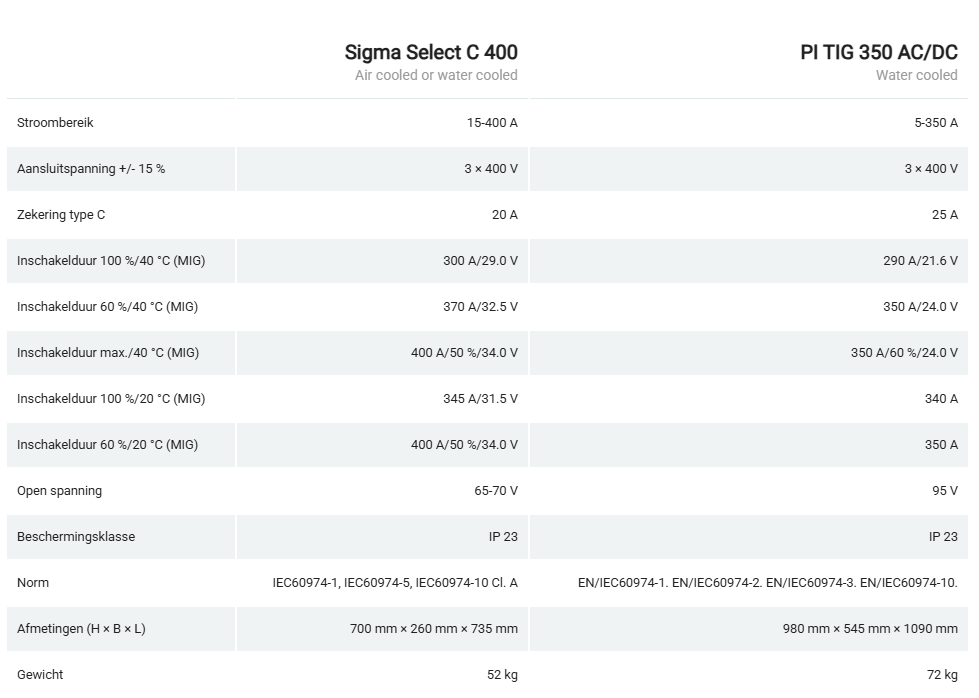 Sigma Select C 400 PI TIG 350 AC/DC
Air cooled or water cooled Water cooled
Stroombereik 15-400 A 5-350 A
Aansluitspanning +/- 15 % 3 × 400 V 3 × 400 V
Zekering type C 20 A 25 A
Inschakelduur 100 %/40 °C (MIG) 300 A/29.0 V 290 A/21.6 V
Inschakelduur 60 %/40 °C (MIG) 370 A/32.5 V 350 A/24.0 V
Inschakelduur max./40 °C (MIG) 400 A/50 %/34.0 V 350 A/60 %/24.0 V
Inschakelduur 100 %/20 °C (MIG) 345 A/31.5 V 340 A
Inschakelduur 60 %/20 °C (MIG) 400 A/50 %/34.0 V 350 A
Open spanning 65-70 V 95 V
Beschermingsklasse IP 23 IP 23
Norm IEC60974-1, IEC60974-5, IEC60974-10 Cl. A EN/IEC60974-1. EN/IEC60974-2. EN/IEC60974-3. EN/IEC60974-10.
Afmetingen (H × B × L) 700 mm × 260 mm × 735 mm 980 mm × 545 mm × 1090 mm
Gewicht 52 kg 72 kg